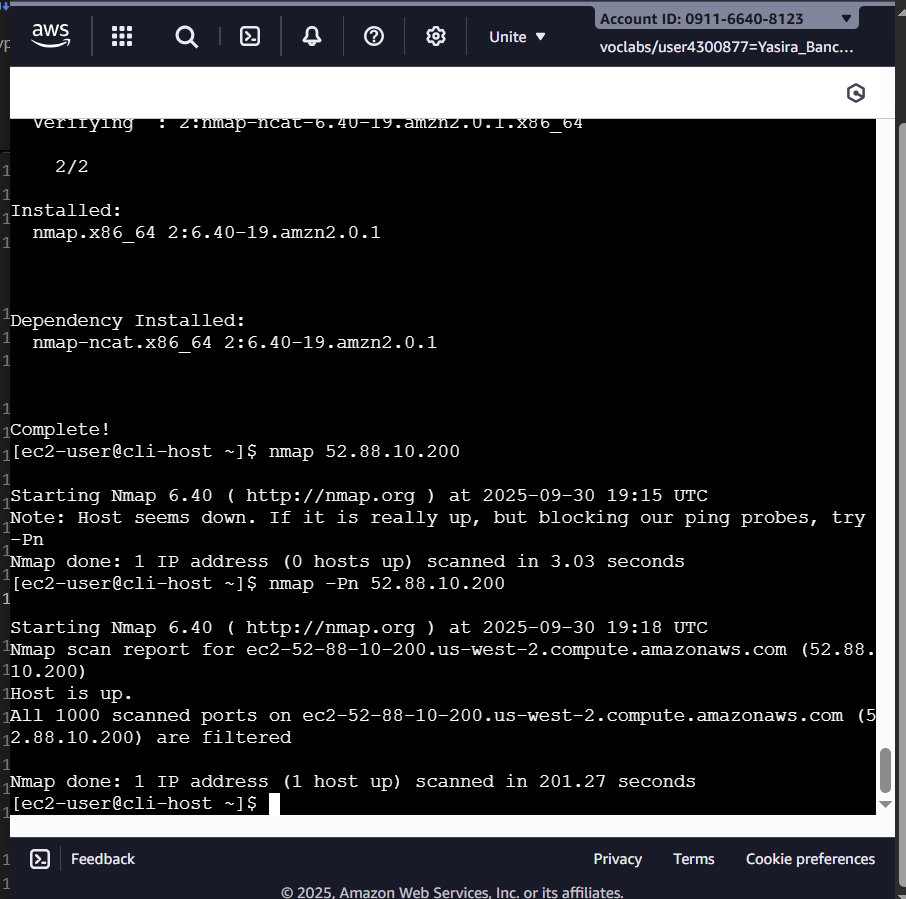 aws
Unite ▼
Account ID: 0911-6640-8123 ▼
voclabs/user4300877=Yasira_Banc...
Verifying  : 2:nmap-ncat-6.40-19.amzn2.0.1.x86_64
2/2
Installed:
nmap.x86_64 2:6.40-19.amzn2.0.1
Dependency Installed:
nmap-ncat.x86_64 2:6.40-19.amzn2.0.1
Complete!
[ec2-user@cli-host ~]$ nmap 52.88.10.200
Starting Nmap 6.40 ( http://nmap.org ) at 2025-09-30 19:15 UTC
Note: Host seems down. If it is really up, but blocking our ping probes, try
-Pn
Nmap done: 1 IP address (0 hosts up) scanned in 3.03 seconds
[ec2-user@cli-host ~]$ nmap -Pn 52.88.10.200
Starting Nmap 6.40 ( http://nmap.org ) at 2025-09-30 19:18 UTC
Nmap scan report for ec2-52-88-10-200.us-west-2.compute.amazonaws.com (52.88.
10.200)
Host is up.
All 1000 scanned ports on ec2-52-88-10-200.us-west-2.compute.amazonaws.com (5
2.88.10.200) are filtered
Nmap done: 1 IP address (1 host up) scanned in 201.27 seconds
[ec2-user@cli-host ~]$
Feedback
Privacy
Terms
Cookie preferences
© 2025, Amazon Web Services, Inc. or its affiliates.